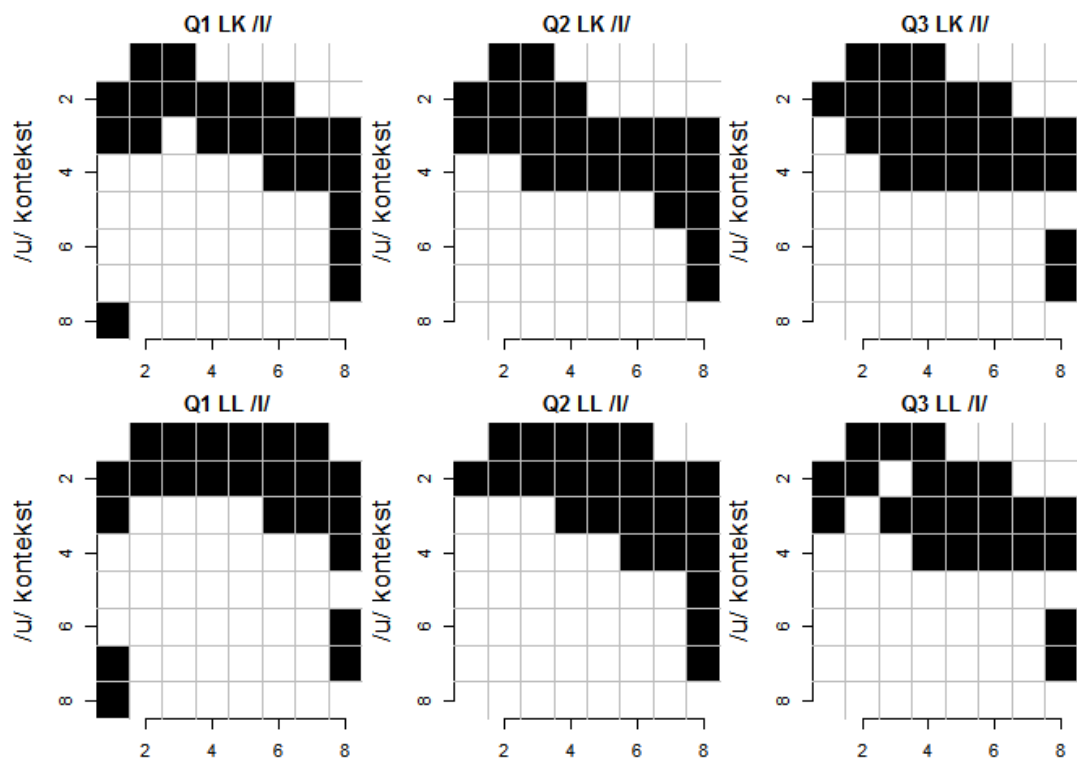 Q1 LK /l/ Q2 LK /l/ Q3 LK /l/
/u/ kontekst /u/ kontekst /u/ kontekst
2 2 2
4 4 4
6 6 6
8 8 8
2 4 6 8 2 4 6 8 2 4 6 8
Q1 LL /l/ Q2 LL /l/ Q3 LL /l/
/u/ kontekst /u/ kontekst /u/ kontekst
2 2 2
4 4 4
6 6 6
8 8 8
2 4 6 8 2 4 6 8 2 4 6 8